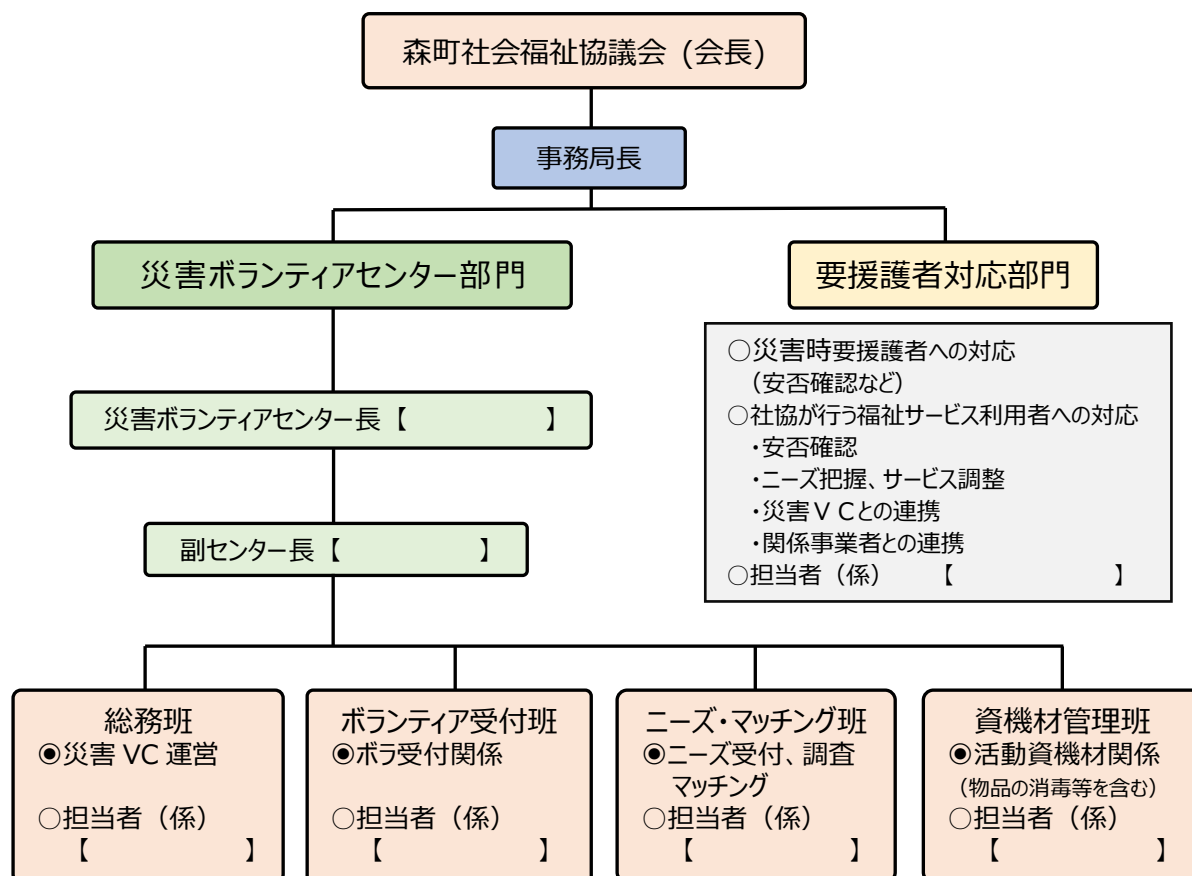 森町社会福祉協議会 (会長)
事務局長
災害ボランティアセンター部門
要援護者対応部門
○災害時要援護者への対応
（安否確認など）
○社協が行う福祉サービス利用者への対応
・安否確認
・ニーズ把握、サービス調整
・災害ＶＣとの連携
・関係事業者との連携
○担当者（係）　【　　　　　　】
災害ボランティアセンター長【　　　　　】
副センター長【　　　　　】
総務班
◉災害 VC 運営
○担当者（係）
【　　　　　　】
ボランティア受付班
◉ボラ受付関係
○担当者（係）
【　　　　　　】
ニーズ・マッチング班
◉ニーズ受付、調査
マッチング
○担当者（係）
【　　　　　　】
資機材管理班
◉活動資機材関係
（物品の消毒等を含む）
○担当者（係）
【　　　　　　】